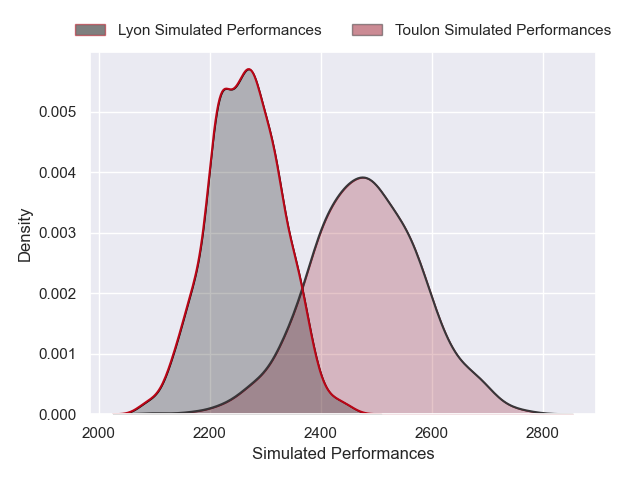 Lyon Simulated Performances
Toulon Simulated Performances
Density
0.005
0.004
0.003
0.002
0.001
0.000
2000
2200
2400
2600
2800
Simulated Performances